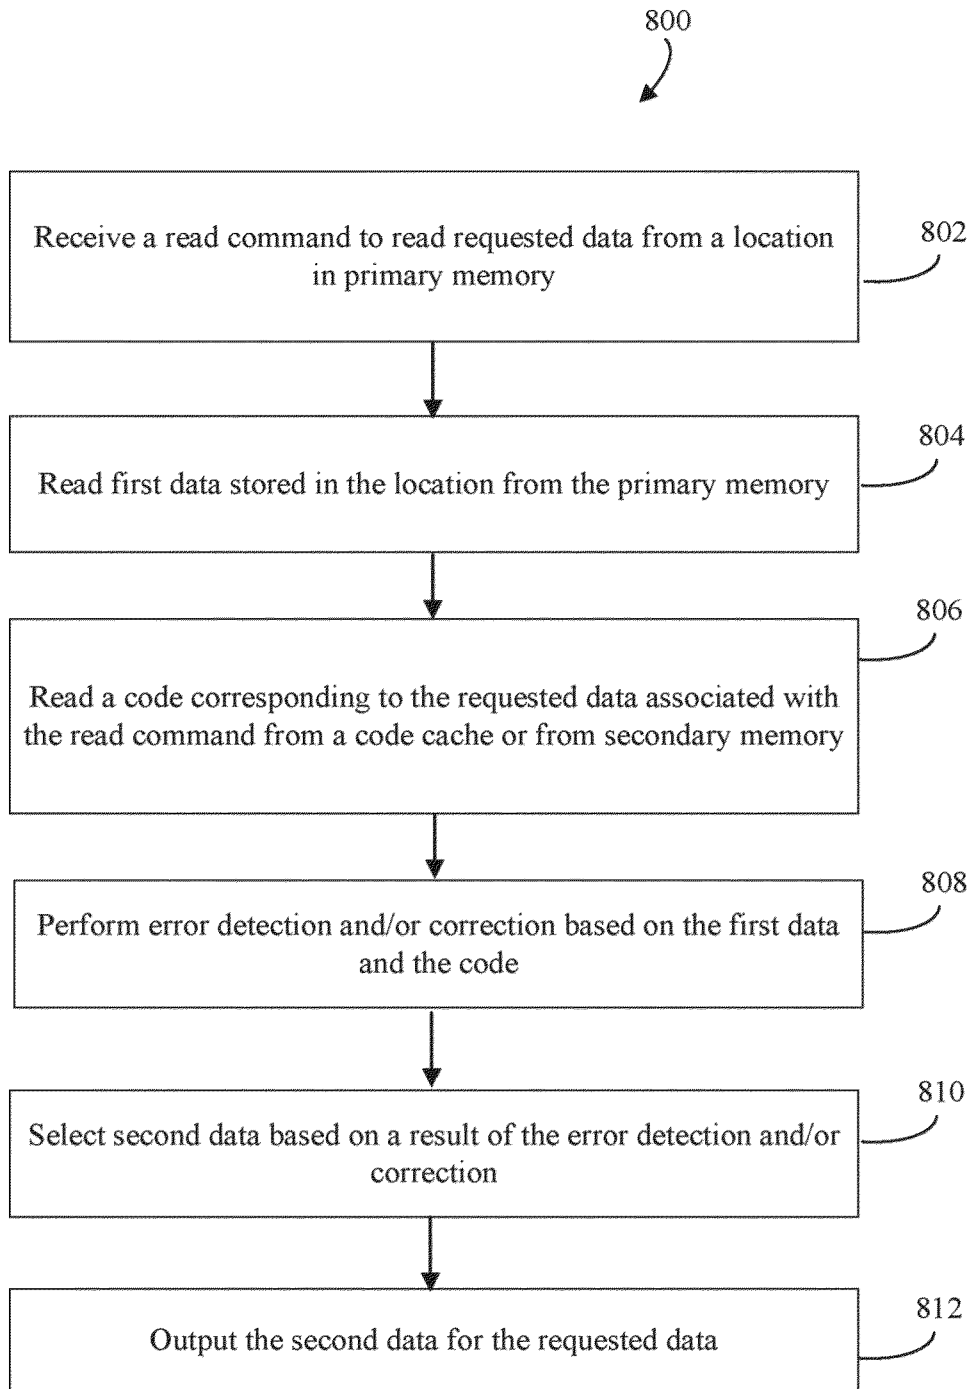 800
802
Receive a read command to read requested data from a location
in primary memory
804
Read first data stored in the location from the primary memory
806
Read a code corresponding to the requested data associated with
the read command from a code cache or from secondary memory
808
Perform error detection and/or correction based on the first data
and the code
810
Select second data based on a result of the error detection and/or
correction
812
Output the second data for the requested data